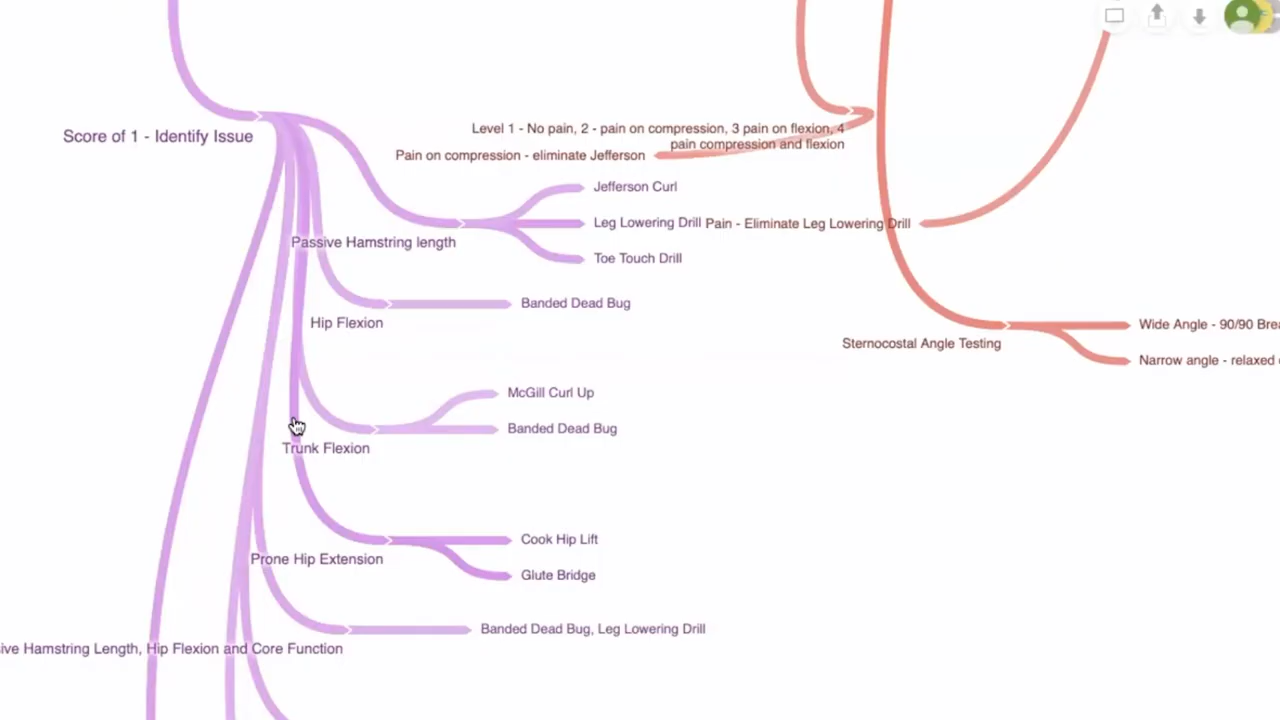 Score of 1 - Identify Issue
Level 1 - No pain, 2 - pain on compression, 3 pain on flexion, 4
pain compression and flexion
Pain on compression - eliminate Jefferson
Jefferson Curl
Leg Lowering Drill
Pain - Eliminate Leg Lowering Drill
Passive Hamstring length
Toe Touch Drill
Banded Dead Bug
Hip Flexion
Wide Angle - 90/90
Sternocostal Angle Testing
Narrow angle - relaxed
McGill Curl Up
Banded Dead Bug
Trunk Flexion
Cook Hip Lift
Prone Hip Extension
Glute Bridge
Banded Dead Bug, Leg Lowering Drill
Hamstring Length, Hip Flexion and Core Function